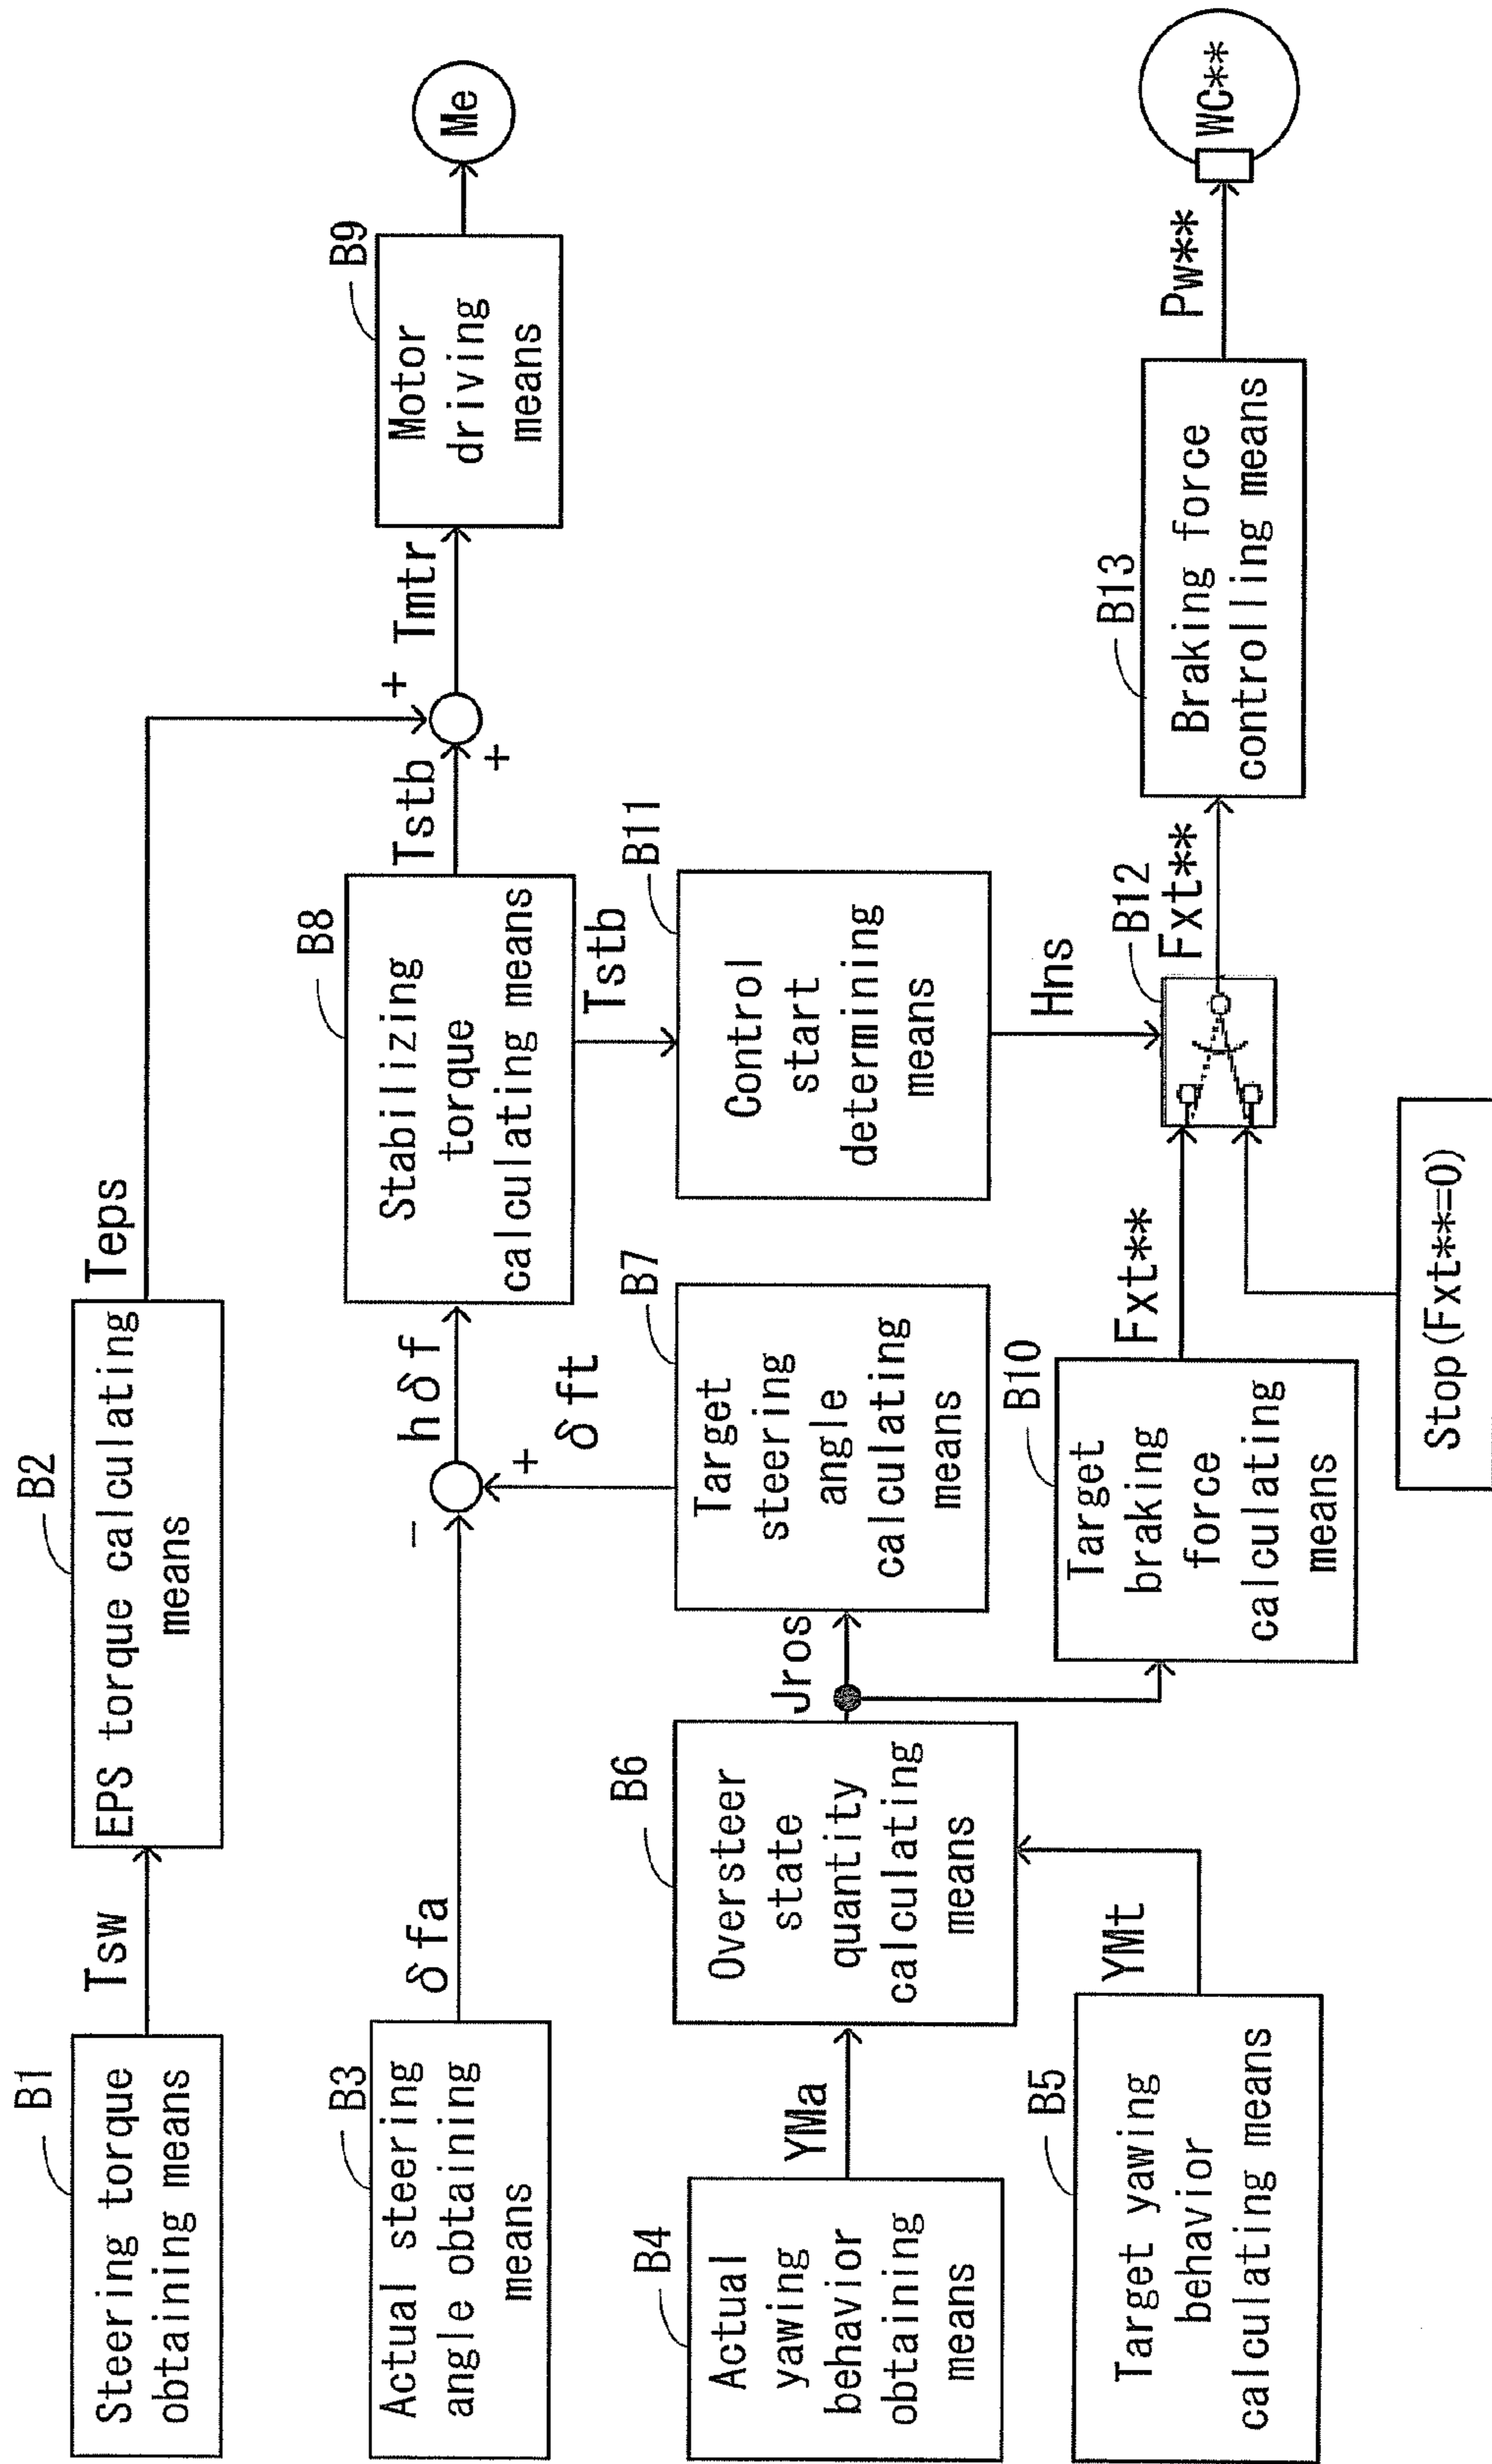 B1
Steering torque
obtaining means
Tsw
B2
EPS torque calculating
means
Teps
B3
Actual steering
angle obtaining
means
δfa
-
+
hδf
δft
B8
Stabilizing
torque
calculating means
Tstb
+
+
Tmtr
B9
Motor
driving
means
Me
B4
Actual
yawing
behavior
obtaining
means
YMa
B5
Target yawing
behavior
calculating means
YMt
B6
Oversteer
state
quantity
calculating
means
Jros
B7
Target
steering
angle
calculating
means
Tstb
B11
Control
start
determining
means
Hns
B10
Target
braking
force
calculating
means
Fxt**
Stop(Fxt**=0)
B12
Fxt**
B13
Braking force
controlling means
Pw**
WC**